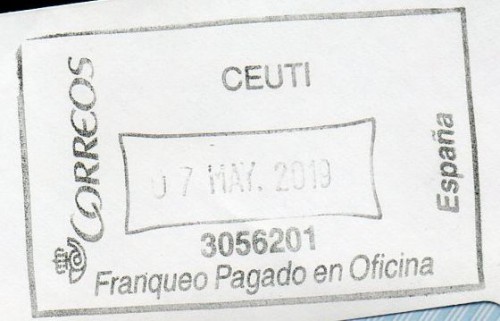 CORREOS
CEUTI
07 MAY. 2019
3056201
Franqueo Pagado en Oficina
España